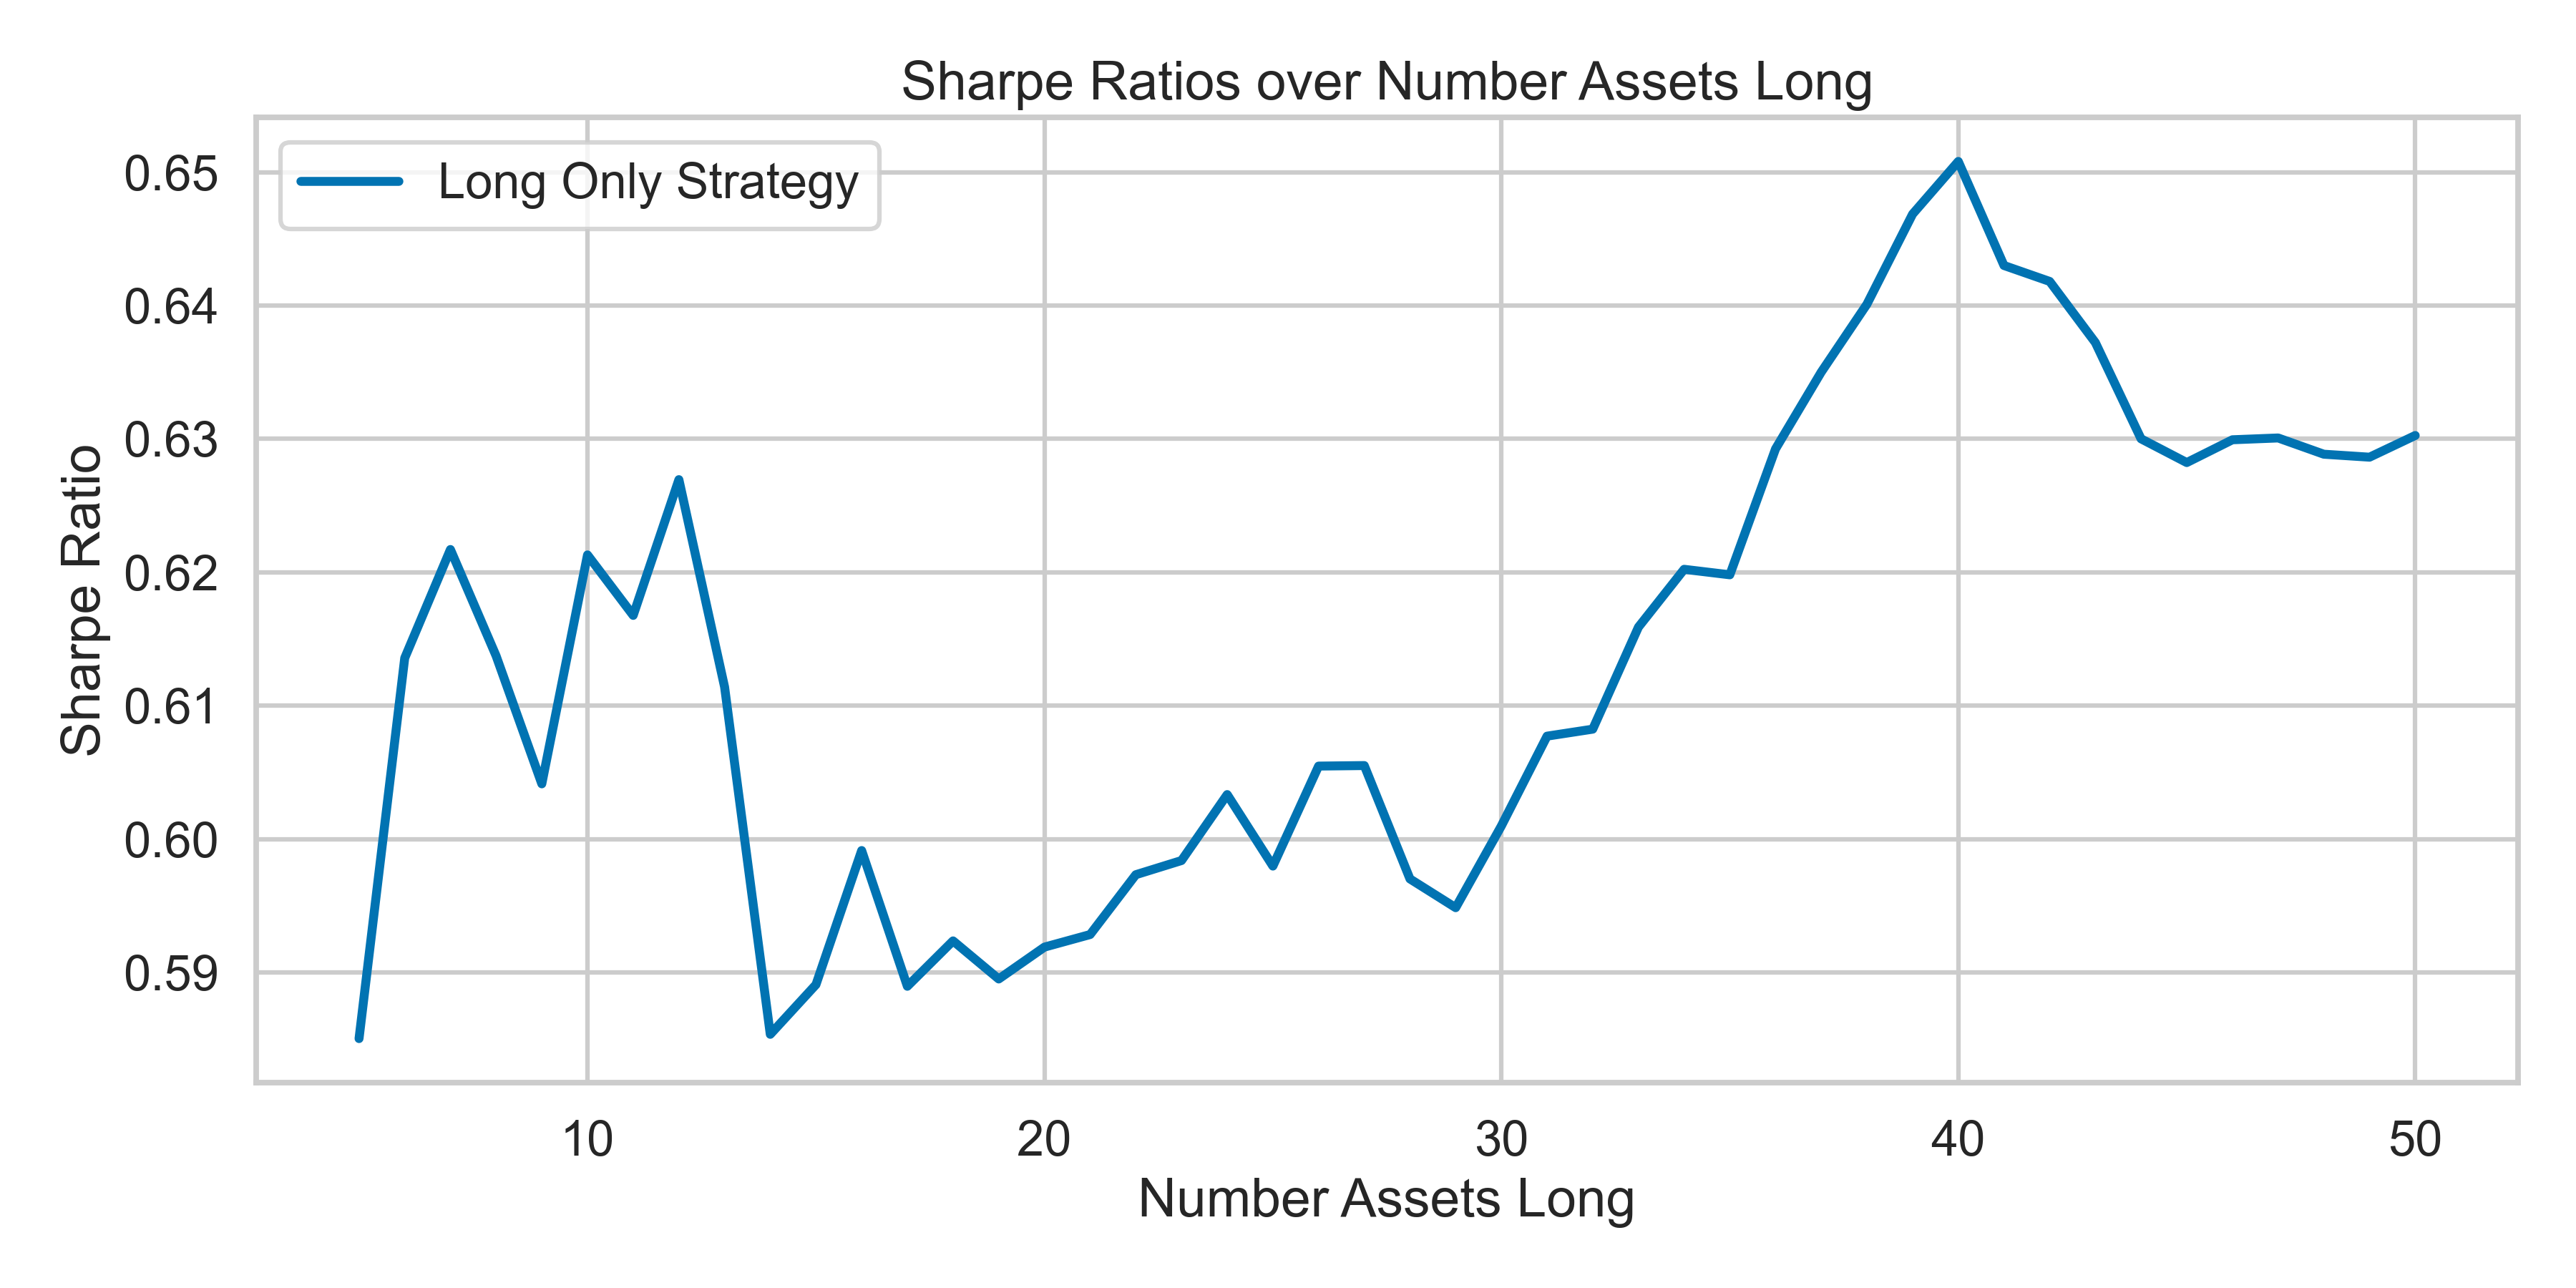 Sharpe Ratios over Number Assets Long
Long Only Strategy
0.65
0.64
0.63
0.62
0.61
0.60
0.59
Sharpe Ratio
10 20 30 40 50
Number Assets Long